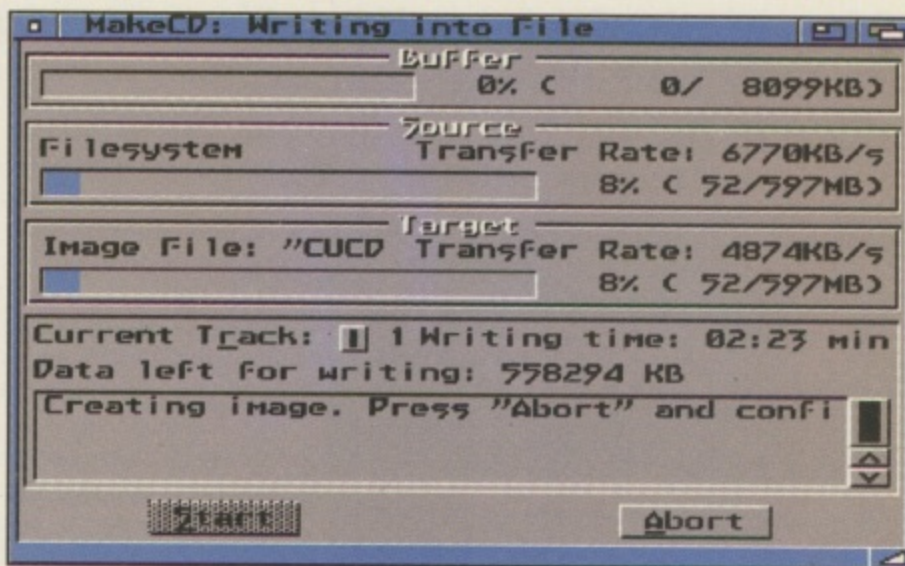 MakeCD: Writing into File
Buffer
0% ( 0/ 8099KB)
Source
Filesystem Transfer Rate: 6770KB/s
8% ( 52/597MB)
Target
Image File: "CUCD Transfer Rate: 4874KB/s
8% ( 52/597MB)
Current Track: 1 Writing time: 02:23 min
Data left for writing: 558294 KB
Creating image. Press "Abort" and confi
Start Abort